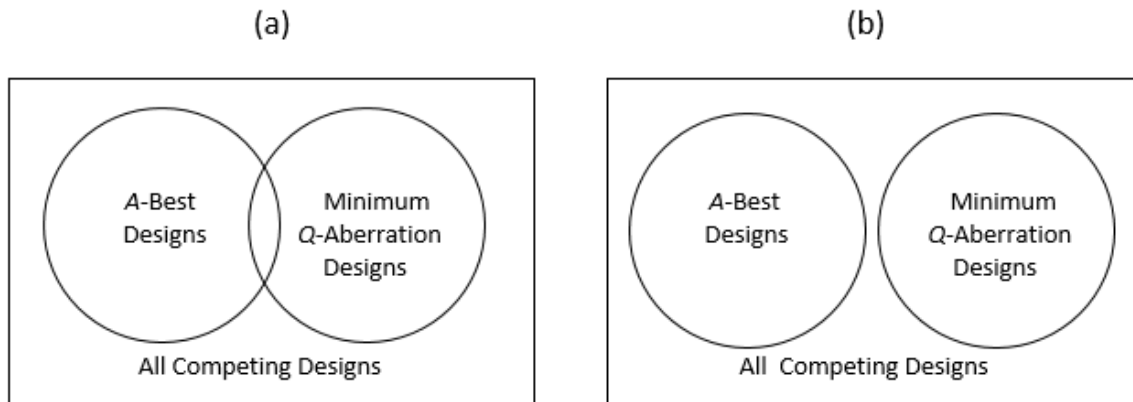 (a)
A-Best
Designs
Minimum
Q-Aberration
Designs
All Competing Designs
(b)
A-Best
Designs
Minimum
Q-Aberration
Designs
All Competing Designs